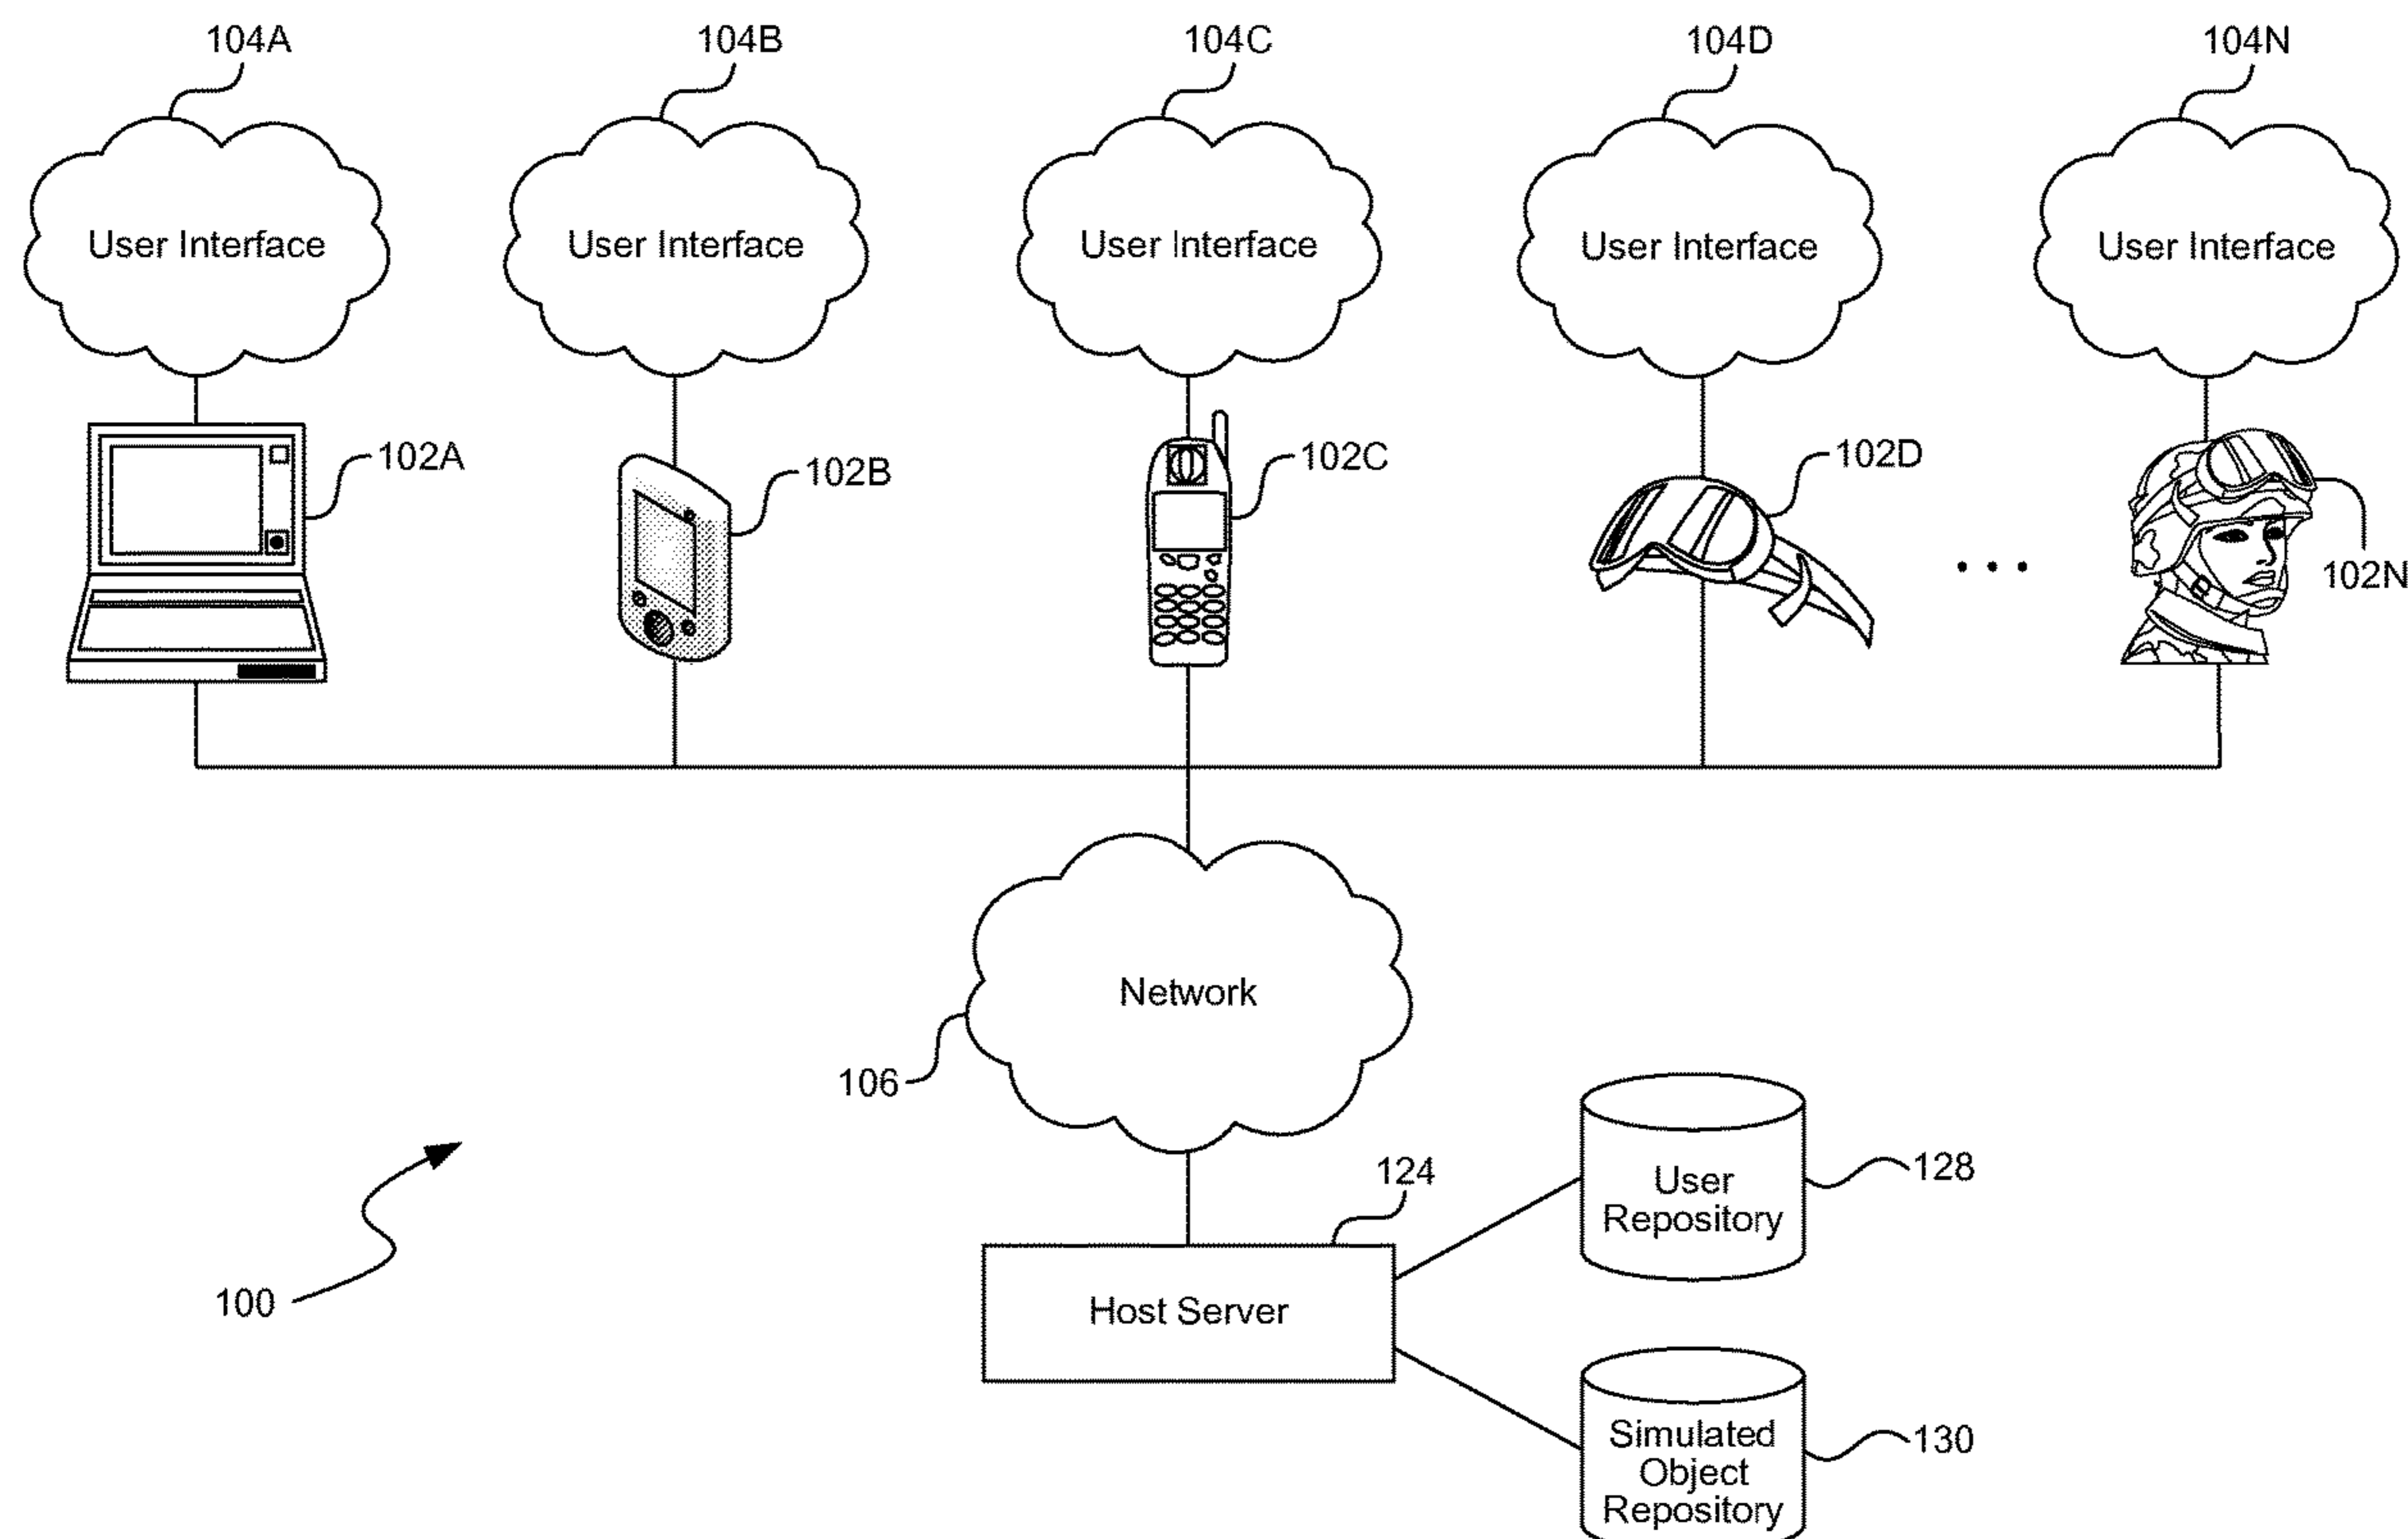 104A
104B
104C
104D
104N
User Interface
User Interface
User Interface
User Interface
User Interface
102A
102B
102C
102D
. . .
102N
Network
106
124
128
User
Repository
100
Host Server
130
Simulated
Object
Repository